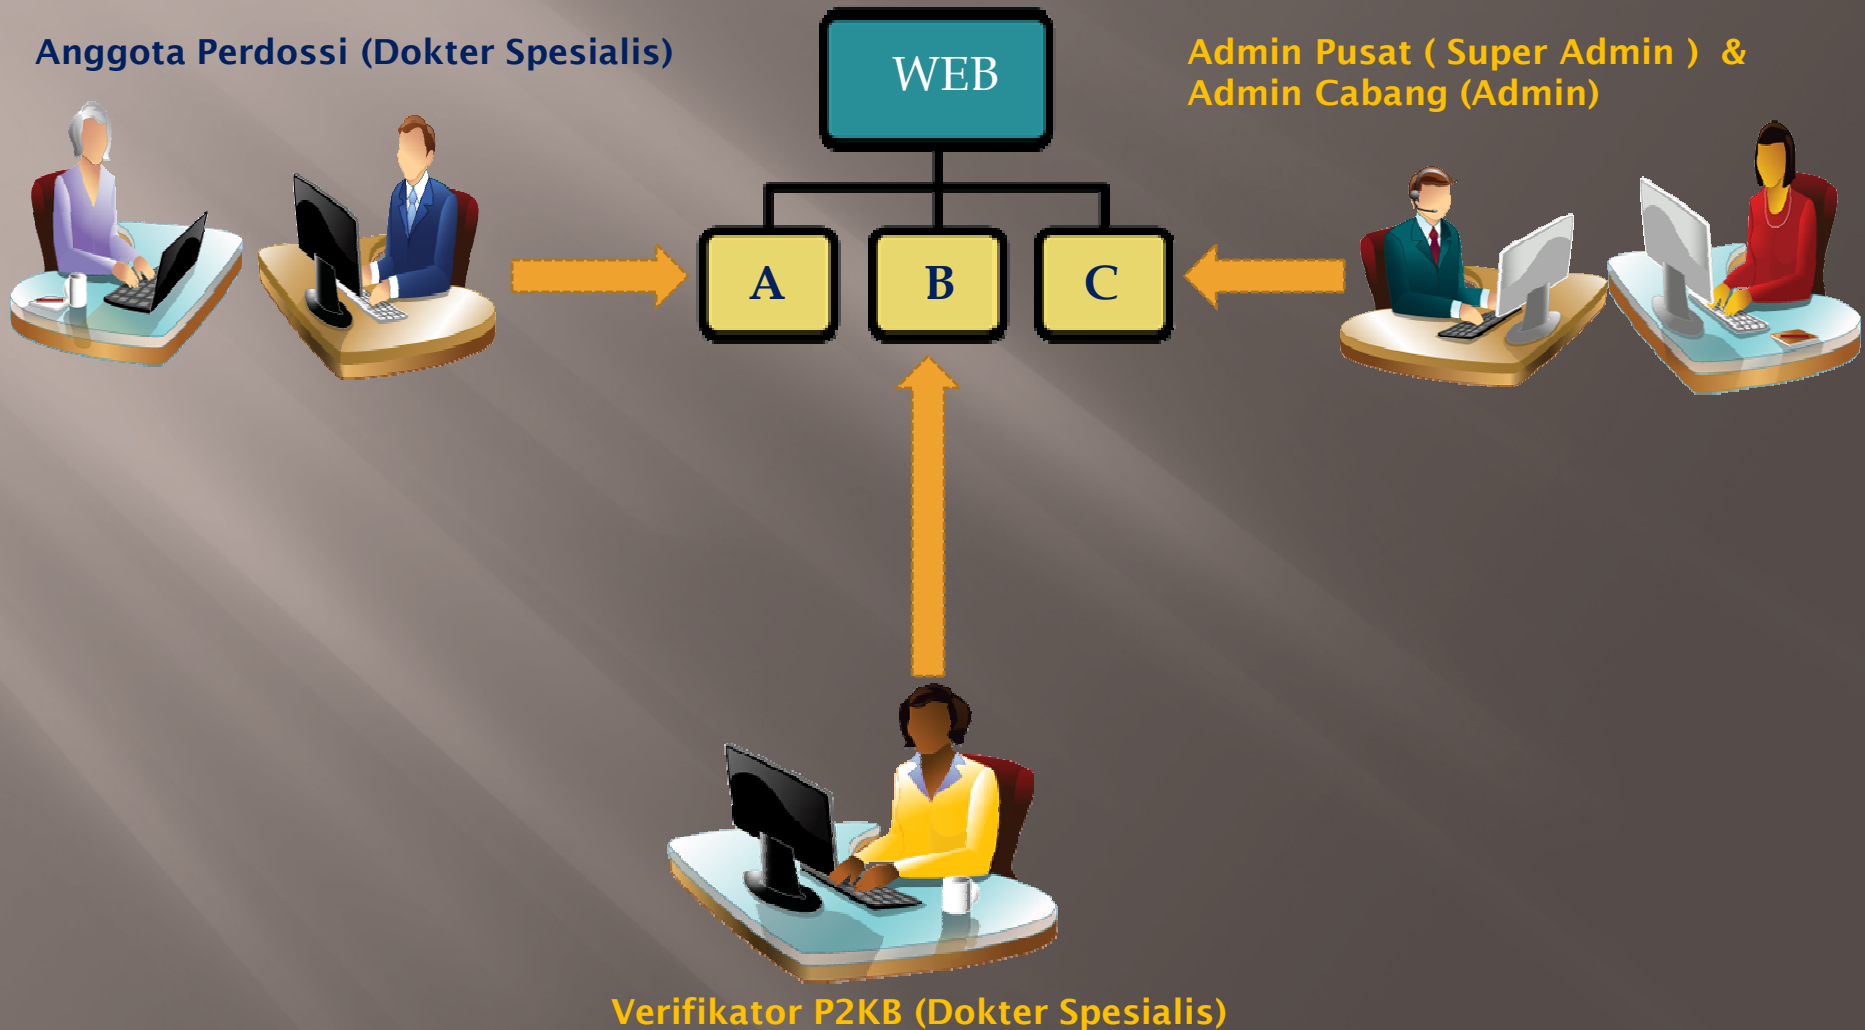 Anggota Perdossi (Dokter Spesialis)
WEB
Admin Pusat ( Super Admin ) &
Admin Cabang (Admin)
A
B
C
Verifikator P2KB (Dokter Spesialis)